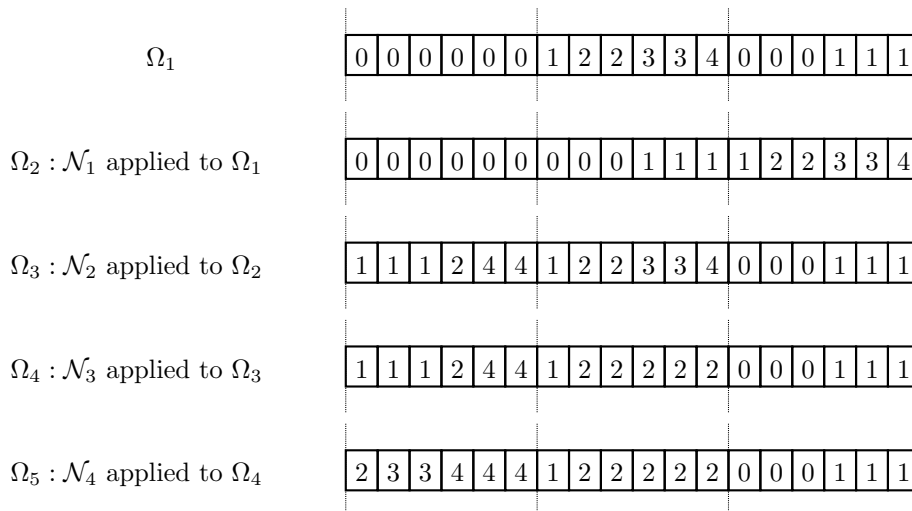 Ω₁ 0 0 0 0 0 0 1 2 2 3 3 4 0 0 0 1 1 1
Ω₂ : 𝒩₁ applied to Ω₁ 0 0 0 0 0 0 0 0 0 1 1 1 1 2 2 3 3 4
Ω₃ : 𝒩₂ applied to Ω₂ 1 1 1 2 4 4 1 2 2 3 3 4 0 0 0 1 1 1
Ω₄ : 𝒩₃ applied to Ω₃ 1 1 1 2 4 4 1 2 2 2 2 2 0 0 0 1 1 1
Ω₅ : 𝒩₄ applied to Ω₄ 2 3 3 4 4 4 1 2 2 2 2 2 0 0 0 1 1 1